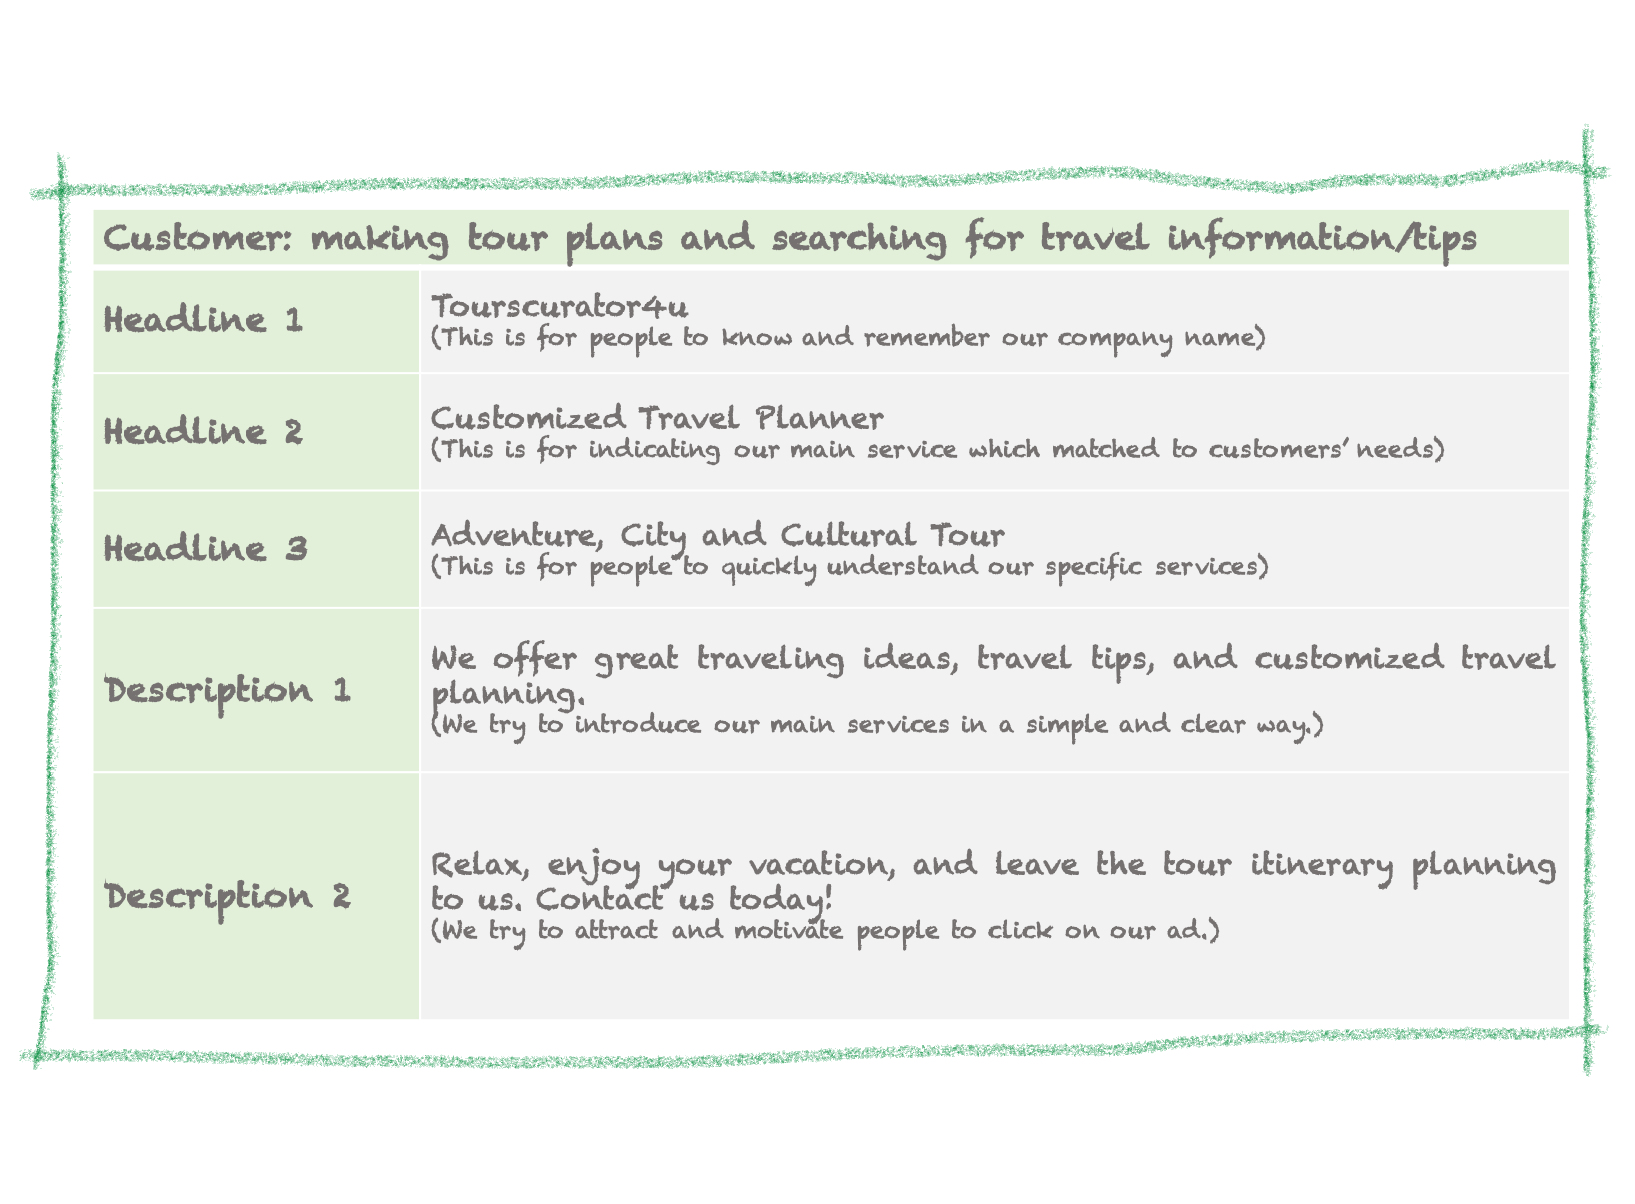 Customer: making tour plans and searching for travel information/tips
Headline 1
Tourscurator4u
(This is for people to know and remember our company name)
Headline 2
Customized Travel Planner
(This is for indicating our main service which matched to customers’ needs)
Headline 3
Adventure, City and Cultural Tour
(This is for people to quickly understand our specific services)
Description 1
We offer great traveling ideas, travel tips, and customized travel
planning.
(We try to introduce our main services in a simple and clear way.)
Description 2
Relax, enjoy your vacation, and leave the tour itinerary planning
to us. Contact us today!
(We try to attract and motivate people to click on our ad.)